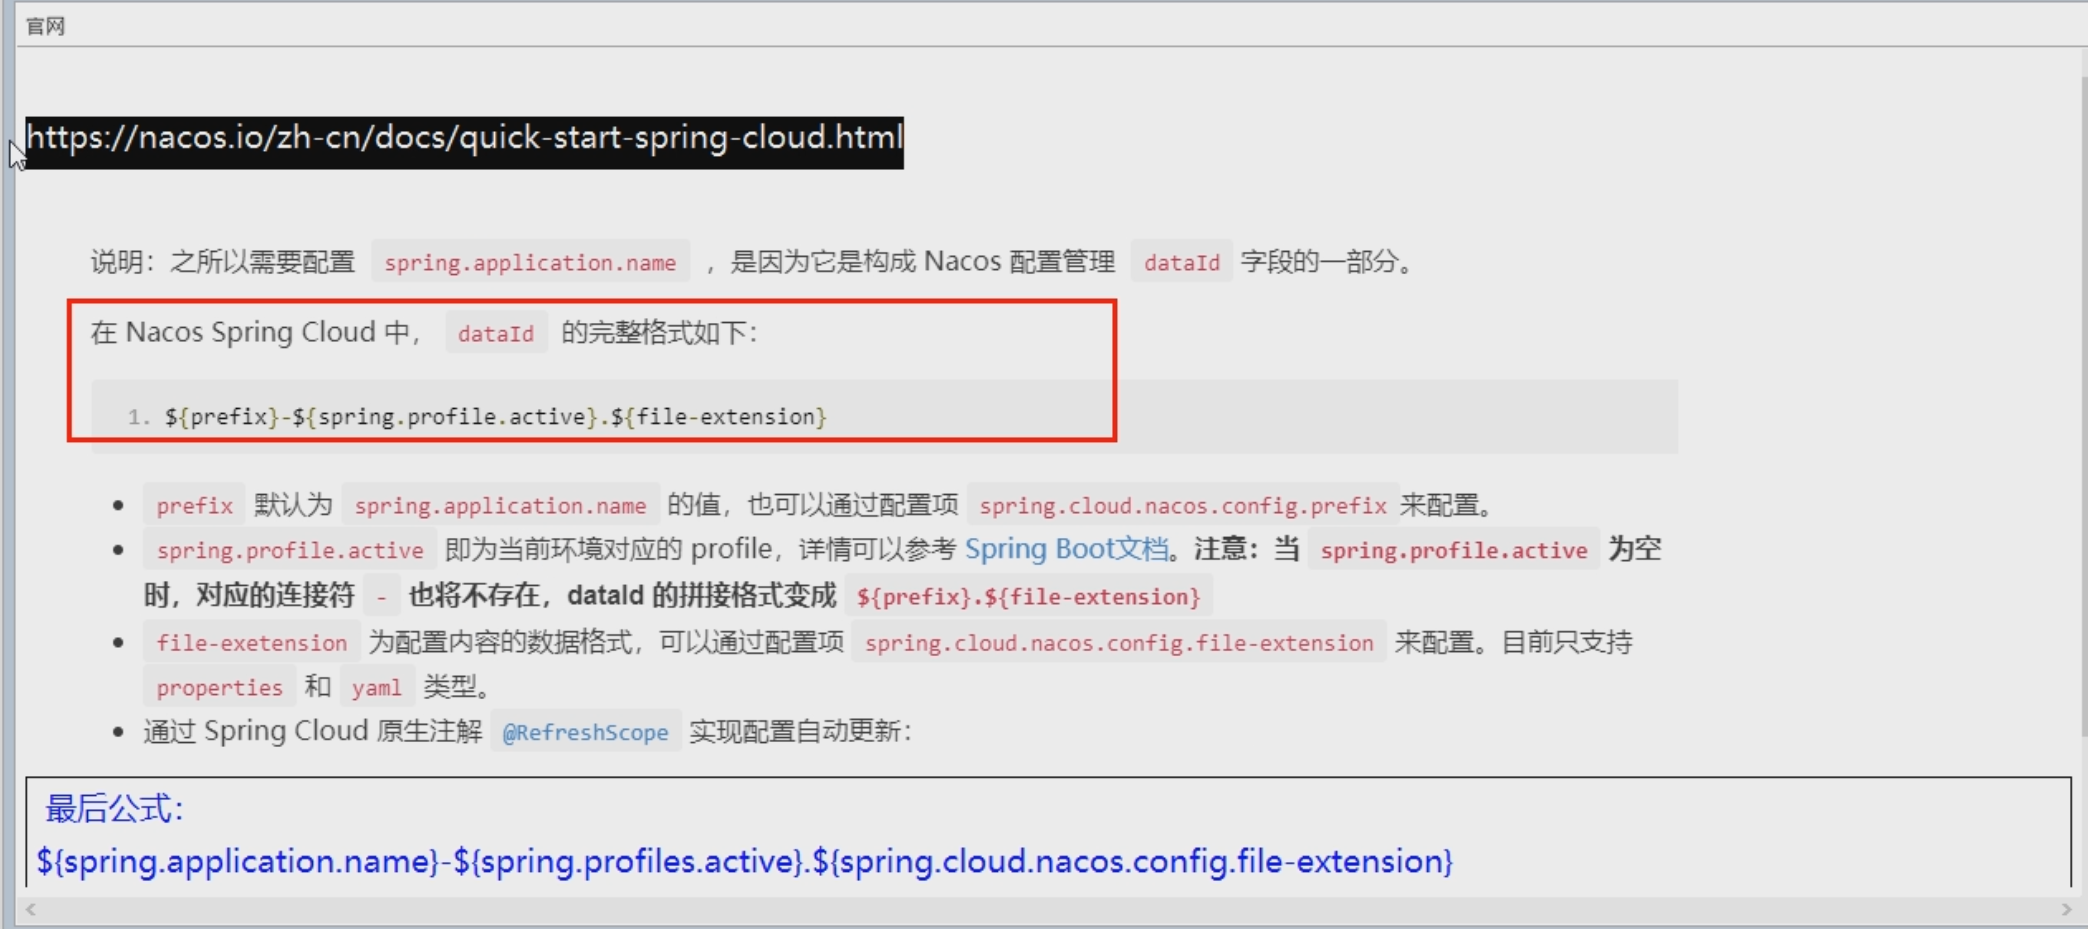 官网
https://nacos.io/zh-cn/docs/quick-start-spring-cloud.html
说明：之所以需要配置 spring.application.name ，是因为它是构成 Nacos 配置管理 dataId 字段的一部分。
在 Nacos Spring Cloud 中， dataId 的完整格式如下：
1. ${prefix}-${spring.profile.active}.${file-extension}
• prefix 默认为 spring.application.name 的值，也可以通过配置项 spring.cloud.nacos.config.prefix 来配置。
• spring.profile.active 即为当前环境对应的 profile，详情可以参考 Spring Boot文档。注意：当 spring.profile.active 为空
时，对应的连接符 - 也将不存在，dataId 的拼接格式变成 ${prefix}.${file-extension}
• file-exetension 为配置内容的数据格式，可以通过配置项 spring.cloud.nacos.config.file-extension 来配置。目前只支持
properties 和 yaml 类型。
• 通过 Spring Cloud 原生注解 @RefreshScope 实现配置自动更新：
最后公式：
${spring.application.name}-${spring.profiles.active}.${spring.cloud.nacos.config.file-extension}